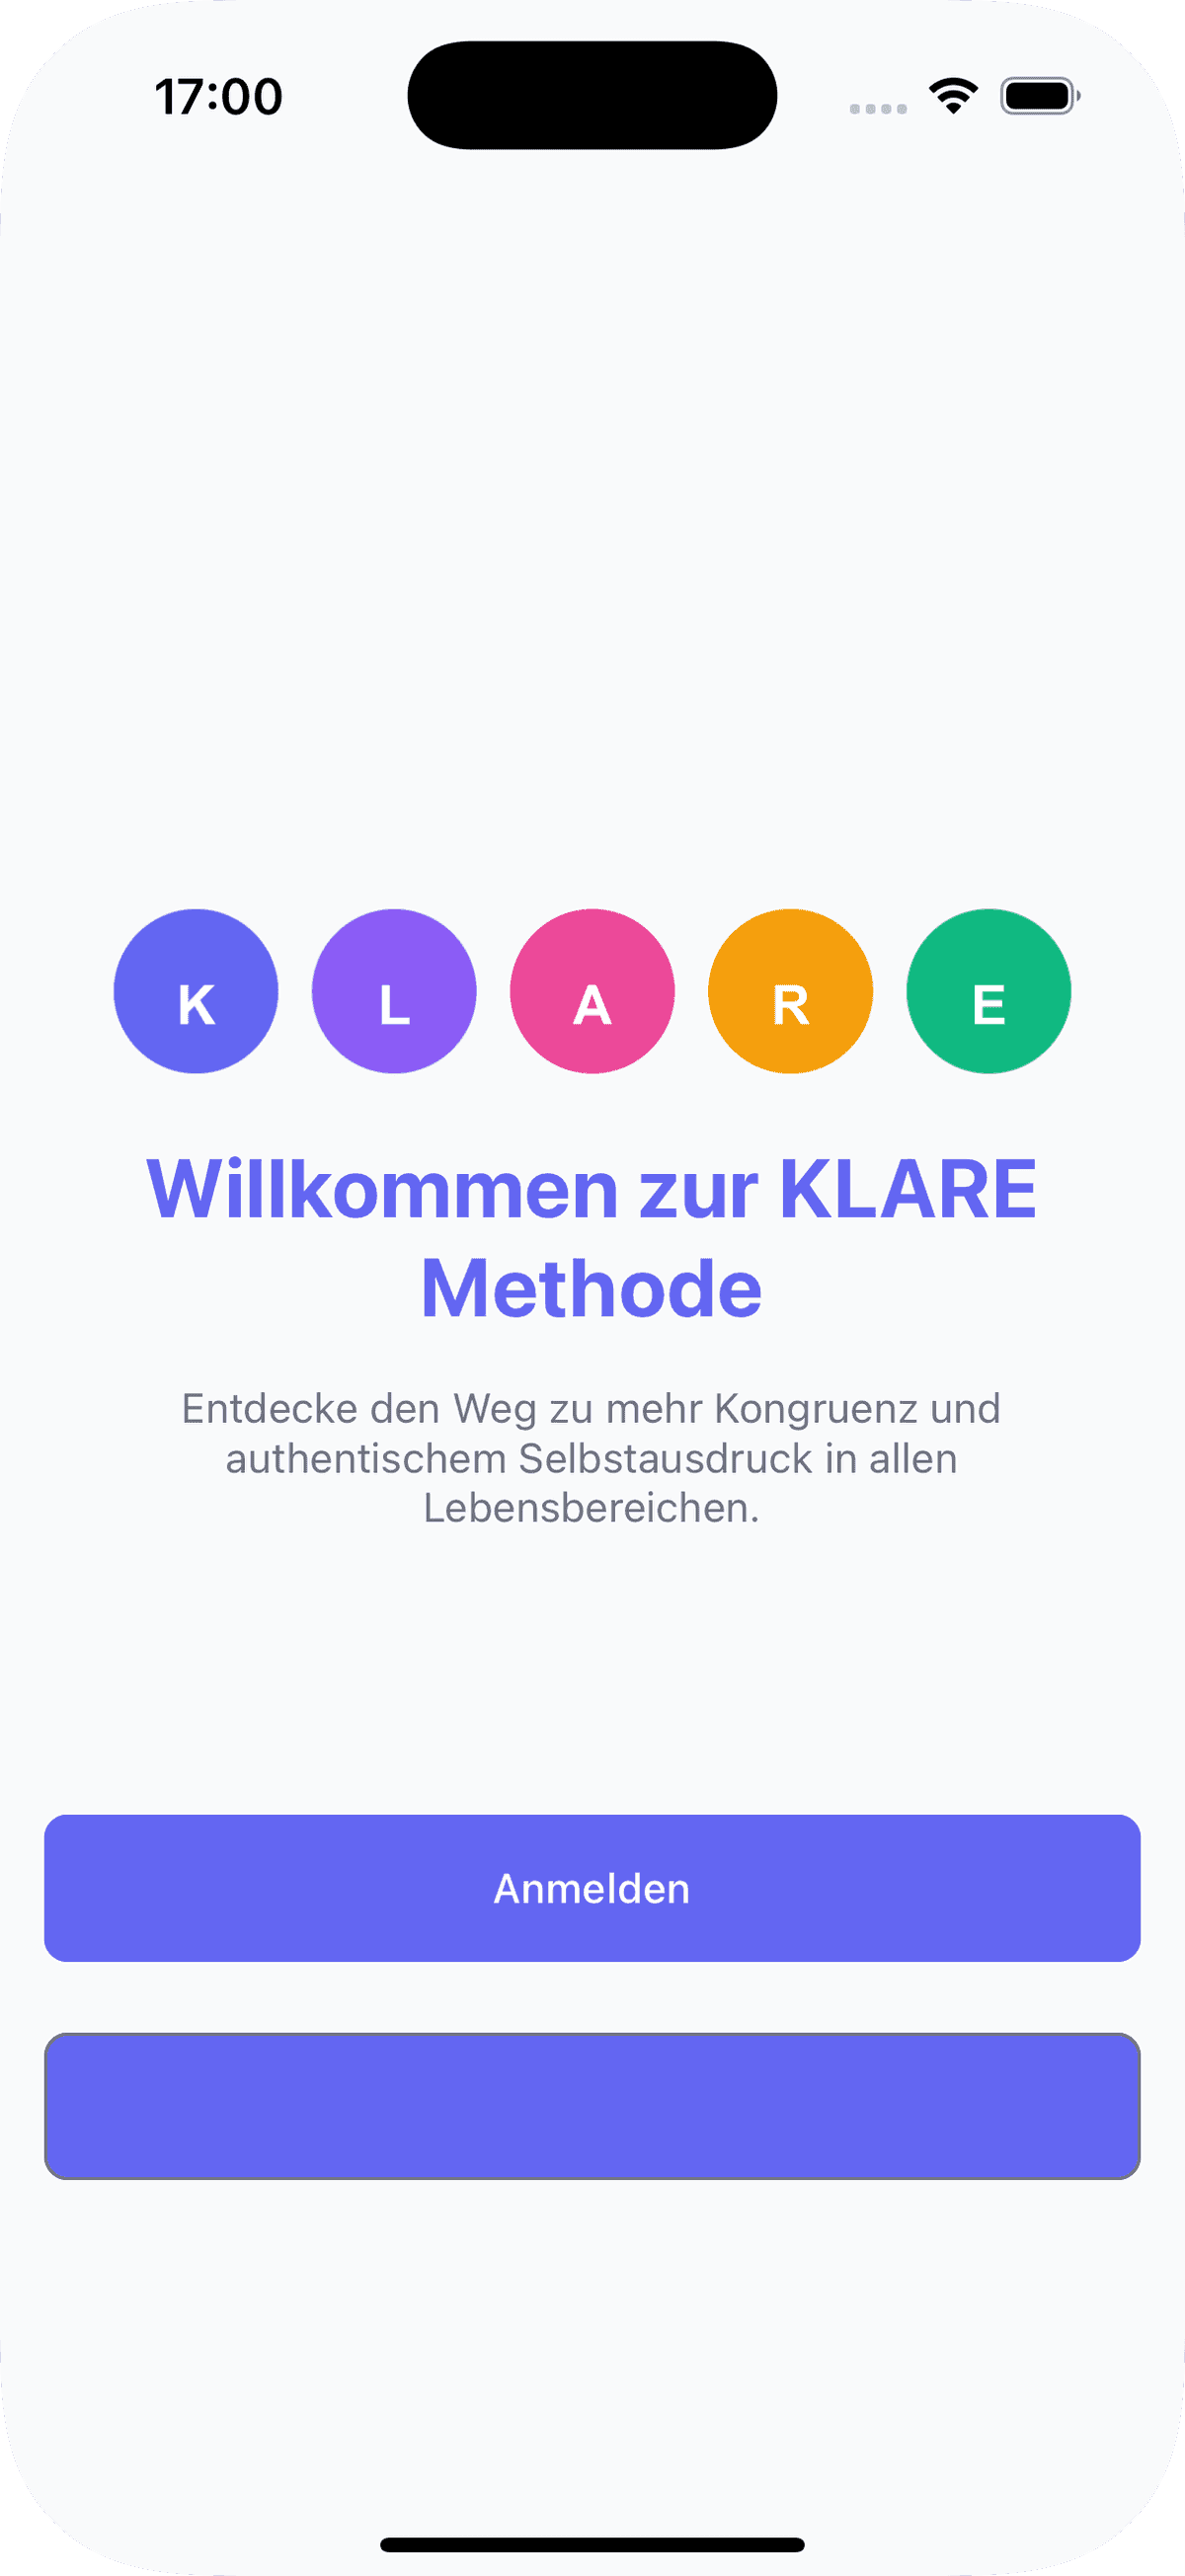 17:00
K L A R E
Willkommen zur KLARE
Methode
Entdecke den Weg zu mehr Kongruenz und
authentischem Selbstausdruck in allen
Lebensbereichen.
Anmelden